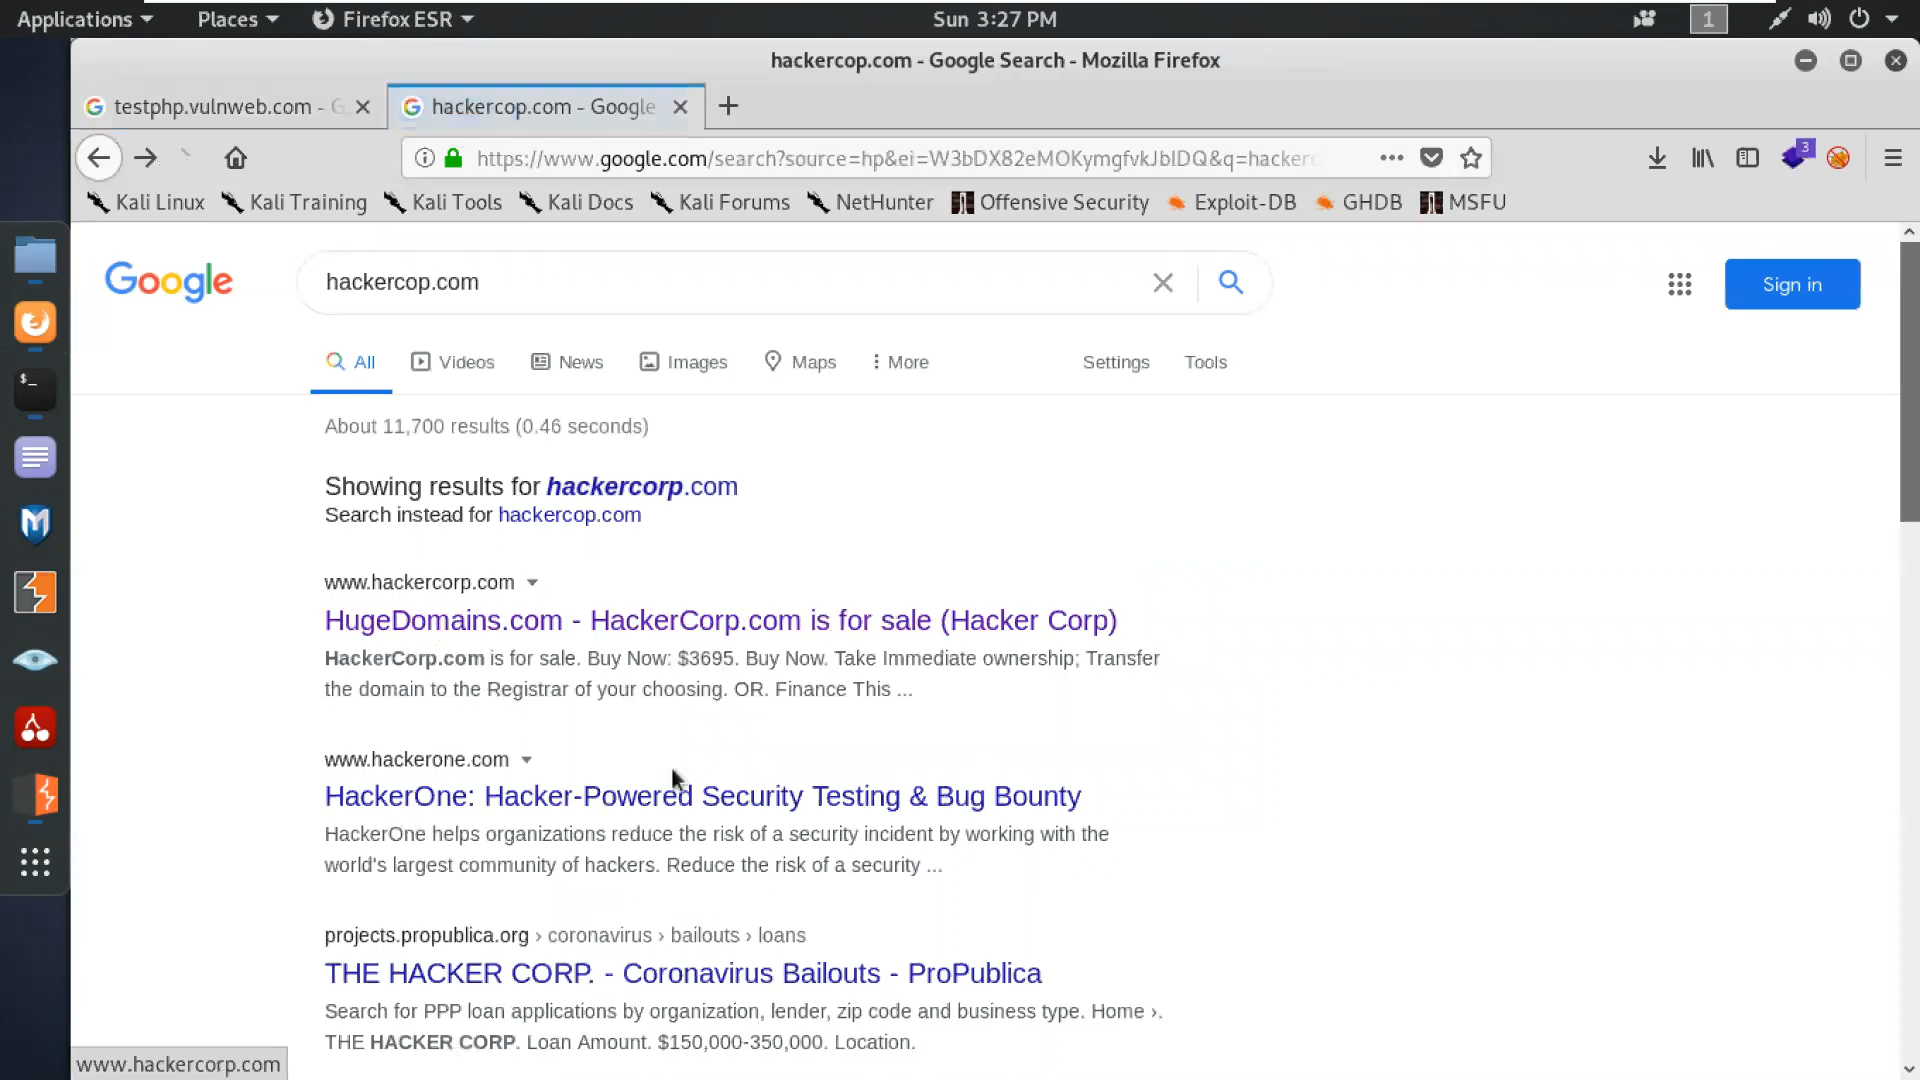 Applications Places Firefox ESR Sun 3:27 PM 1
hackercop.com - Google Search - Mozilla Firefox
testphp.vulnweb.com - G hackercop.com - Google
https://www.google.com/search?source=hp&ei=W3bDX82eMOKymgfvkJbIDQ&q=hackerc 3
Kali Linux Kali Training Kali Tools Kali Docs Kali Forums NetHunter Offensive Security Exploit-DB GHDB MSFU
Google hackercop.com Sign in
All Videos News Images Maps More Settings Tools
About 11,700 results (0.46 seconds)
Showing results for hackercorp.com
Search instead for hackercop.com
www.hackercorp.com
HugeDomains.com - HackerCorp.com is for sale (Hacker Corp)
HackerCorp.com is for sale. Buy Now: $3695. Buy Now. Take Immediate ownership; Transfer
the domain to the Registrar of your choosing. OR. Finance This ...
www.hackerone.com
HackerOne: Hacker-Powered Security Testing & Bug Bounty
HackerOne helps organizations reduce the risk of a security incident by working with the
world's largest community of hackers. Reduce the risk of a security ...
projects.propublica.org › coronavirus › bailouts › loans
THE HACKER CORP. - Coronavirus Bailouts - ProPublica
Search for PPP loan applications by organization, lender, zip code and business type. Home ›.
THE HACKER CORP. Loan Amount. $150,000-350,000. Location.
www.hackercorp.com